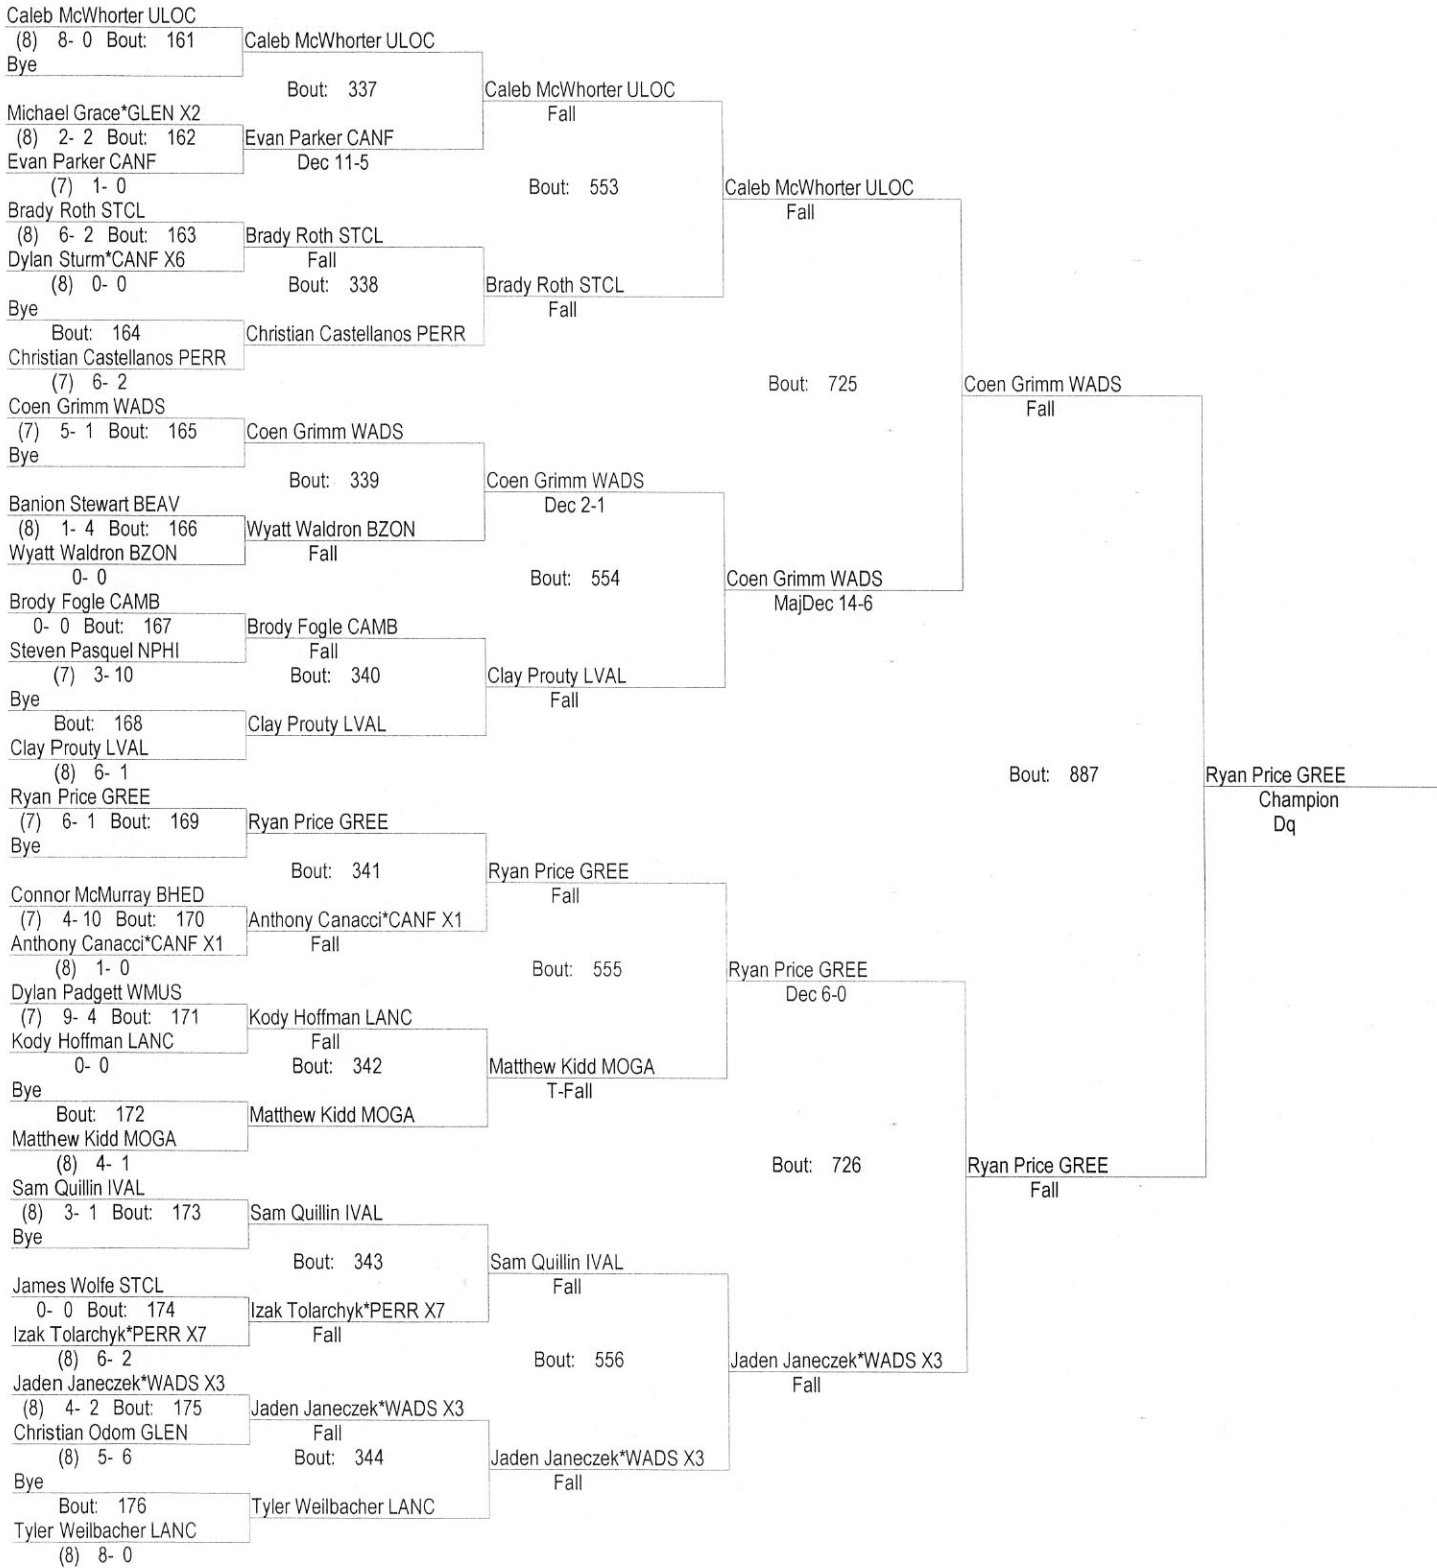 Caleb McWhorter ULOC
(8) 8- 0 Bout: 161
Bye
Michael Grace*GLEN X2
(8) 2- 2 Bout: 162
Evan Parker CANF
(7) 1- 0
Brady Roth STCL
(8) 6- 2 Bout: 163
Dylan Sturm*CANF X6
(8) 0- 0
Bye
Bout: 164
Christian Castellanos PERR
(7) 6- 2
Coen Grimm WADS
(7) 5- 1 Bout: 165
Bye
Banion Stewart BEAV
(8) 1- 4 Bout: 166
Wyatt Waldron BZON
0- 0
Brody Fogle CAMB
0- 0 Bout: 167
Steven Pasquel NPHI
(7) 3- 10
Bye
Bout: 168
Clay Prouty LVAL
(8) 6- 1
Ryan Price GREE
(7) 6- 1 Bout: 169
Bye
Connor McMurray BHED
(7) 4- 10 Bout: 170
Anthony Canacci*CANF X1
(8) 1- 0
Dylan Padgett WMUS
(7) 9- 4 Bout: 171
Kody Hoffman LANC
0- 0
Bye
Bout: 172
Matthew Kidd MOGA
(8) 4- 1
Sam Quillin IVAL
(8) 3- 1 Bout: 173
Bye
James Wolfe STCL
0- 0 Bout: 174
Izak Tolarchyk*PERR X7
(8) 6- 2
Jaden Janeczek*WADS X3
(8) 4- 2 Bout: 175
Christian Odom GLEN
(8) 5- 6
Bye
Bout: 176
Tyler Weilbacher LANC
(8) 8- 0
Caleb McWhorter ULOC
Bout: 337
Evan Parker CANF
Dec 11-5
Brady Roth STCL
Fall
Bout: 338
Christian Castellanos PERR
Coen Grimm WADS
Bout: 339
Wyatt Waldron BZON
Fall
Brody Fogle CAMB
Fall
Bout: 340
Clay Prouty LVAL
Ryan Price GREE
Bout: 341
Anthony Canacci*CANF X1
Fall
Kody Hoffman LANC
Fall
Bout: 342
Matthew Kidd MOGA
Sam Quillin IVAL
Bout: 343
Izak Tolarchyk*PERR X7
Fall
Jaden Janeczek*WADS X3
Fall
Bout: 344
Tyler Weilbacher LANC
Caleb McWhorter ULOC
Fall
Bout: 553
Brady Roth STCL
Fall
Coen Grimm WADS
Dec 2-1
Bout: 554
Clay Prouty LVAL
Fall
Ryan Price GREE
Fall
Bout: 555
Matthew Kidd MOGA
T-Fall
Sam Quillin IVAL
Fall
Bout: 556
Jaden Janeczek*WADS X3
Fall
Caleb McWhorter ULOC
Fall
Bout: 725
Coen Grimm WADS
MajDec 14-6
Ryan Price GREE
Dec 6-0
Bout: 726
Jaden Janeczek*WADS X3
Fall
Coen Grimm WADS
Fall
Bout: 887
Ryan Price GREE
Fall
Ryan Price GREE
Champion
Dq